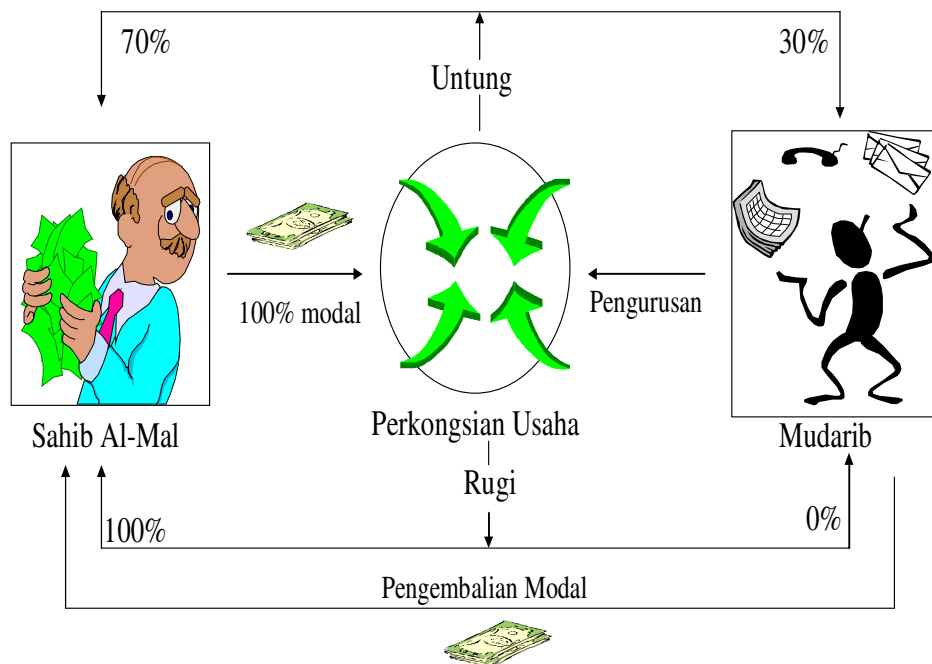 70%
30%
Untung
100% modal
Pengurusan
Sahib Al-Mal
Perkongsian Usaha
Mudarib
Rugi
100%
0%
Pengembalian Modal